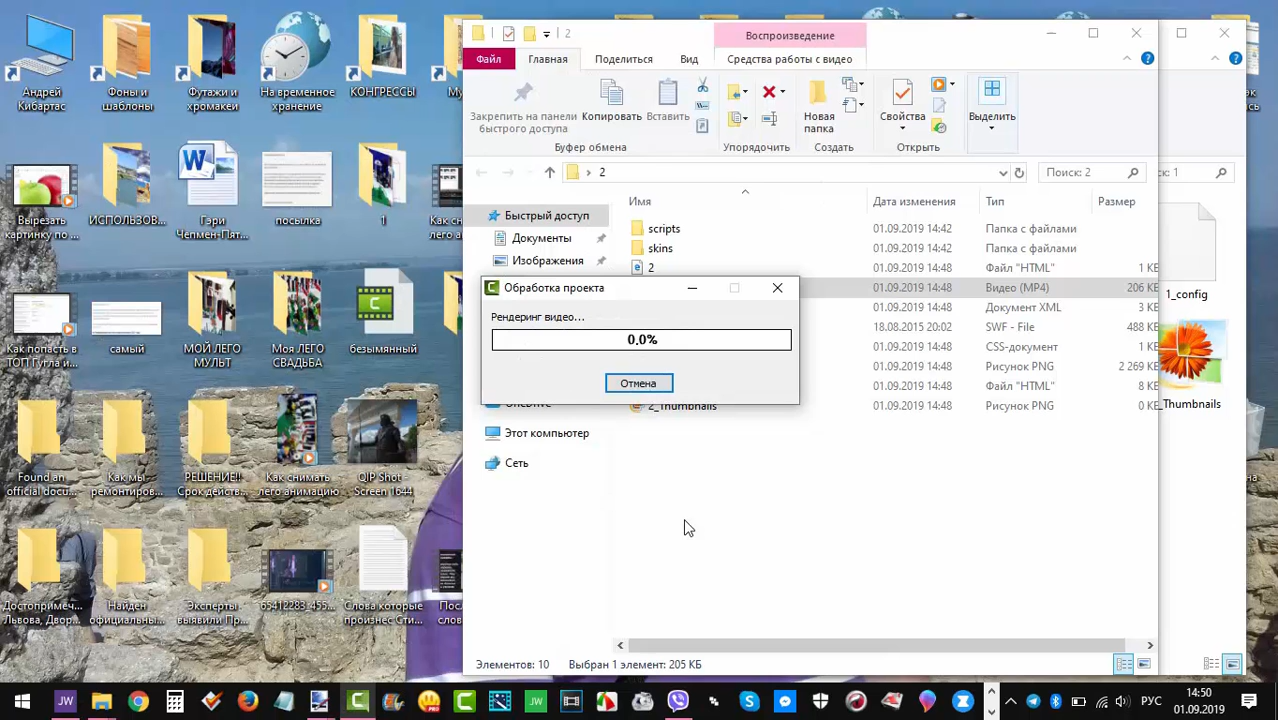 2
Воспроизведение
Файл
Главная
Поделиться
Вид
Средства работы с видео
Закрепить на панели
быстрого доступа
Копировать
Вставить
Новая
папка
Свойства
Выделить
Буфер обмена
Упорядочить
Создать
Открыть
2
Поиск: 2
ск: 1
Имя
Дата изменения
Тип
Размер
Быстрый доступ
Документы
Изображения
Этот компьютер
Сеть
scripts
01.09.2019 14:42
Папка с файлами
skins
01.09.2019 14:42
Папка с файлами
2
01.09.2019 14:48
Файл "HTML"
1 КБ
01.09.2019 14:48
Видео (MP4)
206 КБ
01.09.2019 14:48
Документ XML
3 КБ
18.08.2015 20:02
SWF - File
488 КБ
01.09.2019 14:48
CSS-документ
1 КБ
01.09.2019 14:48
Рисунок PNG
2 269 КБ
01.09.2019 14:48
Файл "HTML"
8 КБ
2_Thumbnails
01.09.2019 14:48
Рисунок PNG
0 КБ
Обработка проекта
Рендеринг видео...
0,0%
Отмена
1_config
_Thumbnails
Элементов: 10
Выбран 1 элемент: 205 КБ
Андрей
Кибартас
Фоны и
шаблоны
Футажи и
хромакеи
На временное
хранение
КОНГРЕССЫ
Вырезать
картинку по ...
ИСПОЛЬЗОВ...
Гэри
Чепмен-Пят...
посылка
1
Как попасть в
ТОП Гугла и ...
самый
МОЙ ЛЕГО
МУЛЬТ
Моя ЛЕГО
СВАДЬБА
безымянный
Found an
official docu...
Как мы
ремонтиров...
РЕШЕНИЕ!!
Срок действ...
Как снимать
лего анимацию
QIP Shot -
Screen 1644
Достопримеч...
Львова, Двор...
Найден
официальны...
Эксперты
выявили Пр...
65412283_455...
Слова которые
произнес Сти...
РУС
14:50
01.09.2019